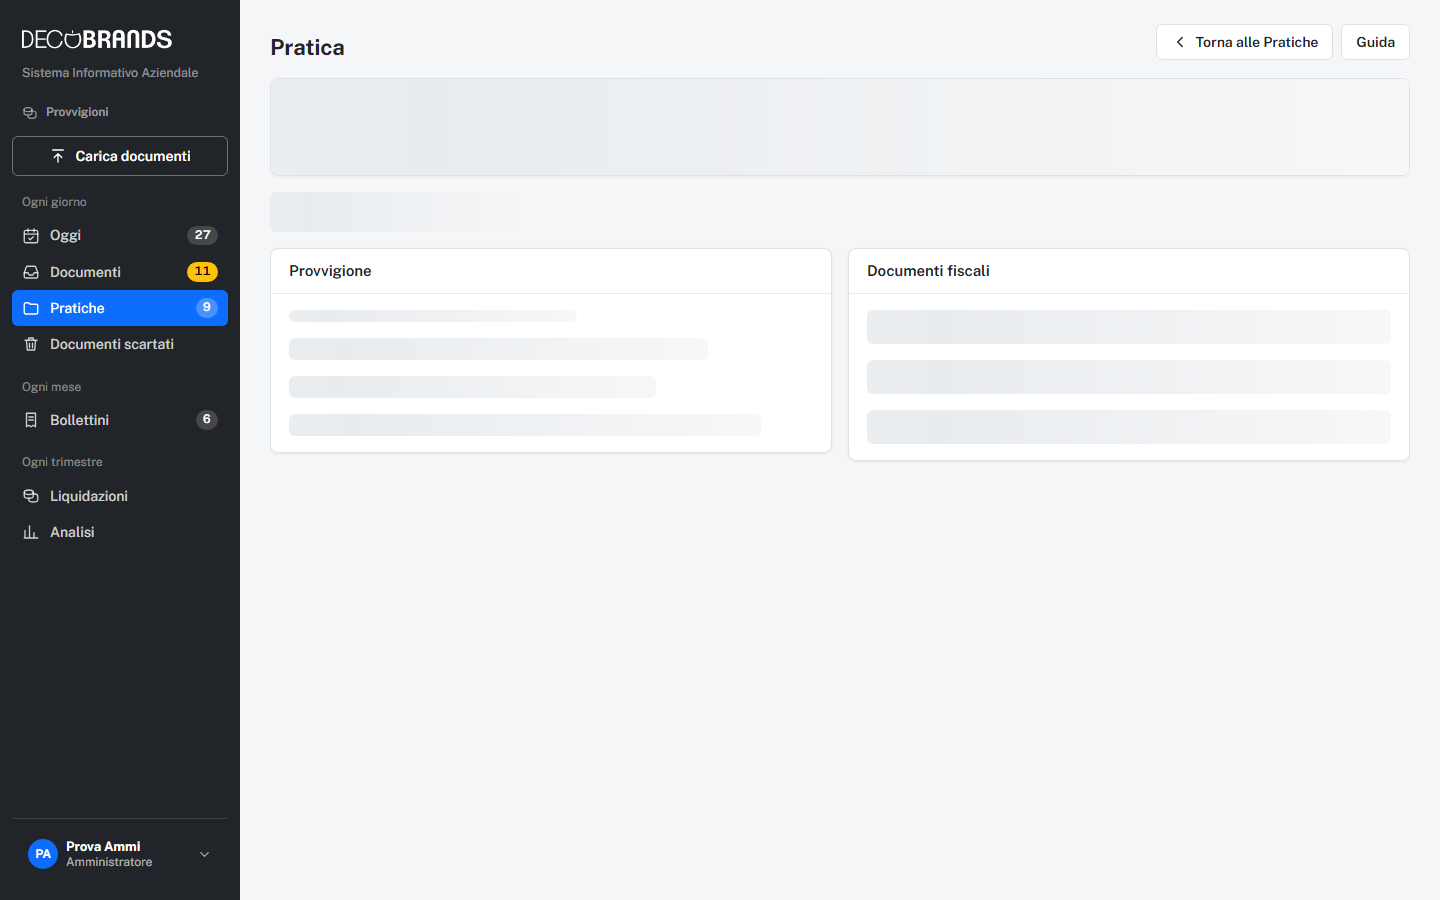 DECOBRANDS
Sistema Informativo Aziendale
Provvigioni
Carica documenti
Ogni giorno
Oggi 27
Documenti 11
Pratiche 9
Documenti scartati
Ogni mese
Bollettini 6
Ogni trimestre
Liquidazioni
Analisi
PA Prova Ammi
Amministratore
Pratica
Torna alle Pratiche
Guida
Provvigione
Documenti fiscali